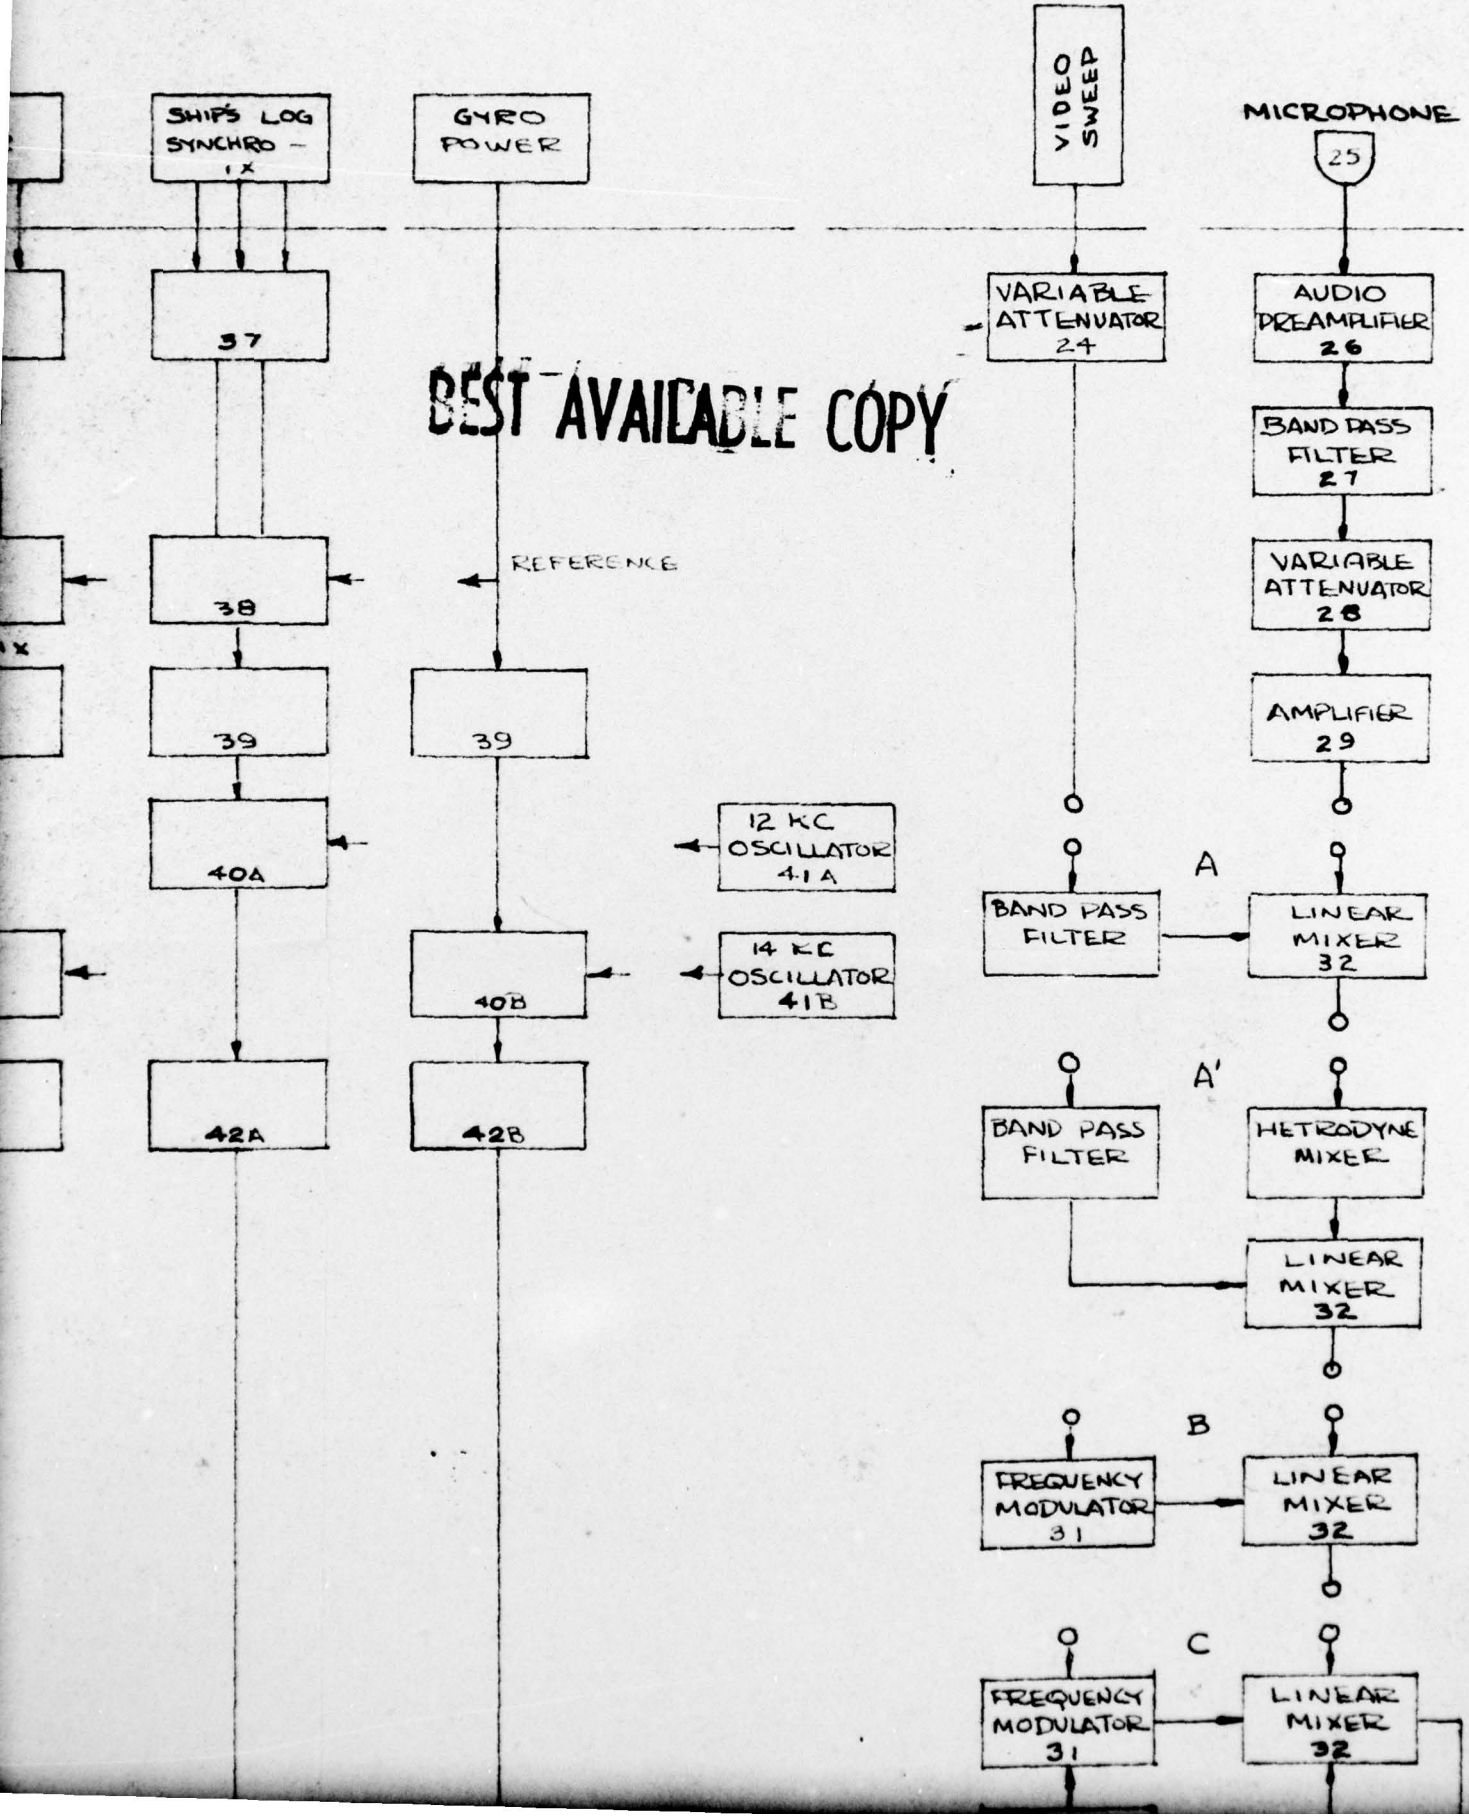 SHIP'S LOG
SYNCHRO -
1X
GYRO
POWER
VIDEO
SWEEP
MICROPHONE
25
37
VARIABLE
ATTENUATOR
24
AUDIO
PREAMPLIFIER
26
BEST AVAILABLE COPY
BAND PASS
FILTER
27
REFERENCE
38
VARIABLE
ATTENUATOR
28
1X
39
39
AMPLIFIER
29
40A
12 KC
OSCILLATOR
41A
A
BAND PASS
FILTER
LINEAR
MIXER
32
40B
14 KC
OSCILLATOR
41B
42A
42B
A'
BAND PASS
FILTER
HETRODYNE
MIXER
LINEAR
MIXER
32
B
FREQUENCY
MODULATOR
31
LINEAR
MIXER
32
C
FREQUENCY
MODULATOR
31
LINEAR
MIXER
32